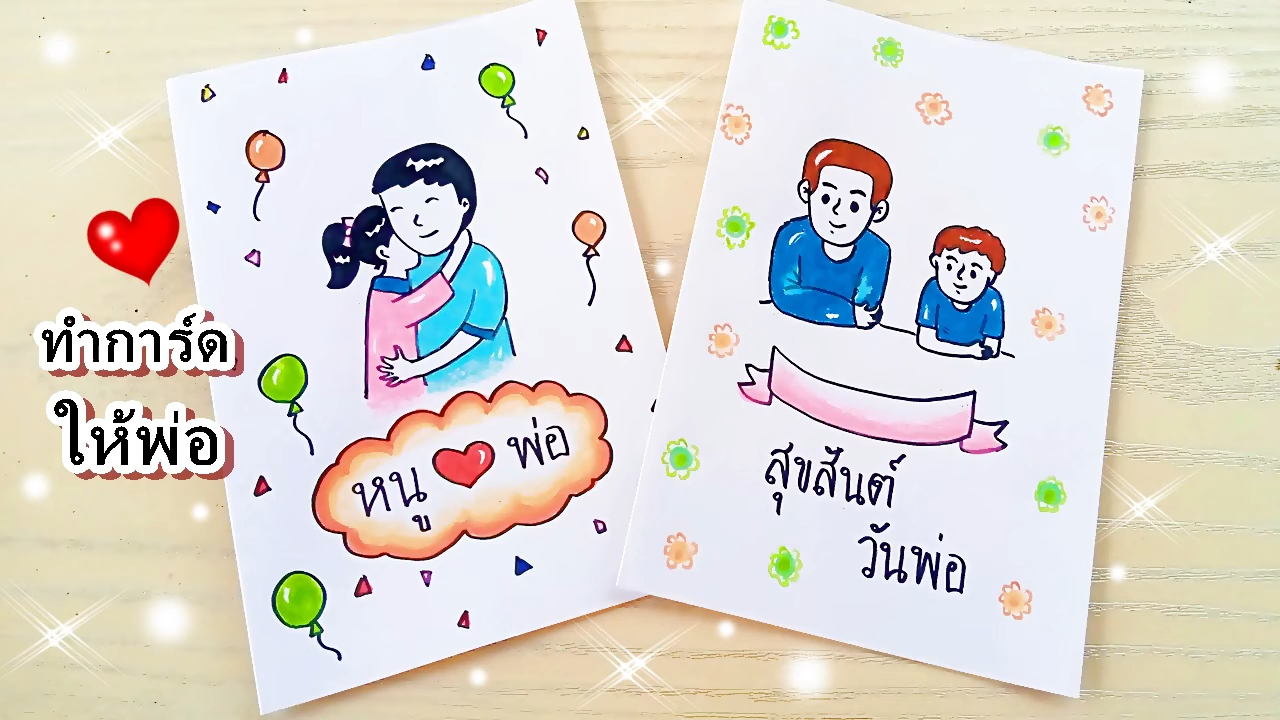 ทำการ์ด
ให้พ่อ
หนู ❤ พ่อ
สุขสันต์
วันพ่อ